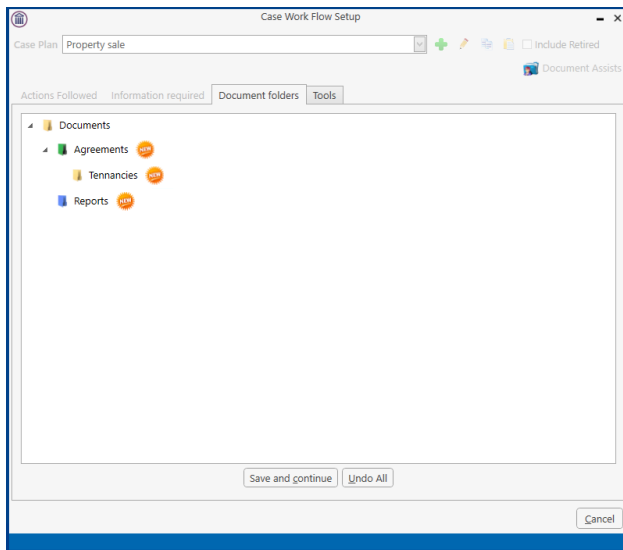 Case Work Flow Setup
Case Plan Property sale Include Retired
Document Assists
Actions Followed Information required Document folders Tools
Documents
Agreements NEW
Tennancies NEW
Reports NEW
Save and continue Undo All
Cancel